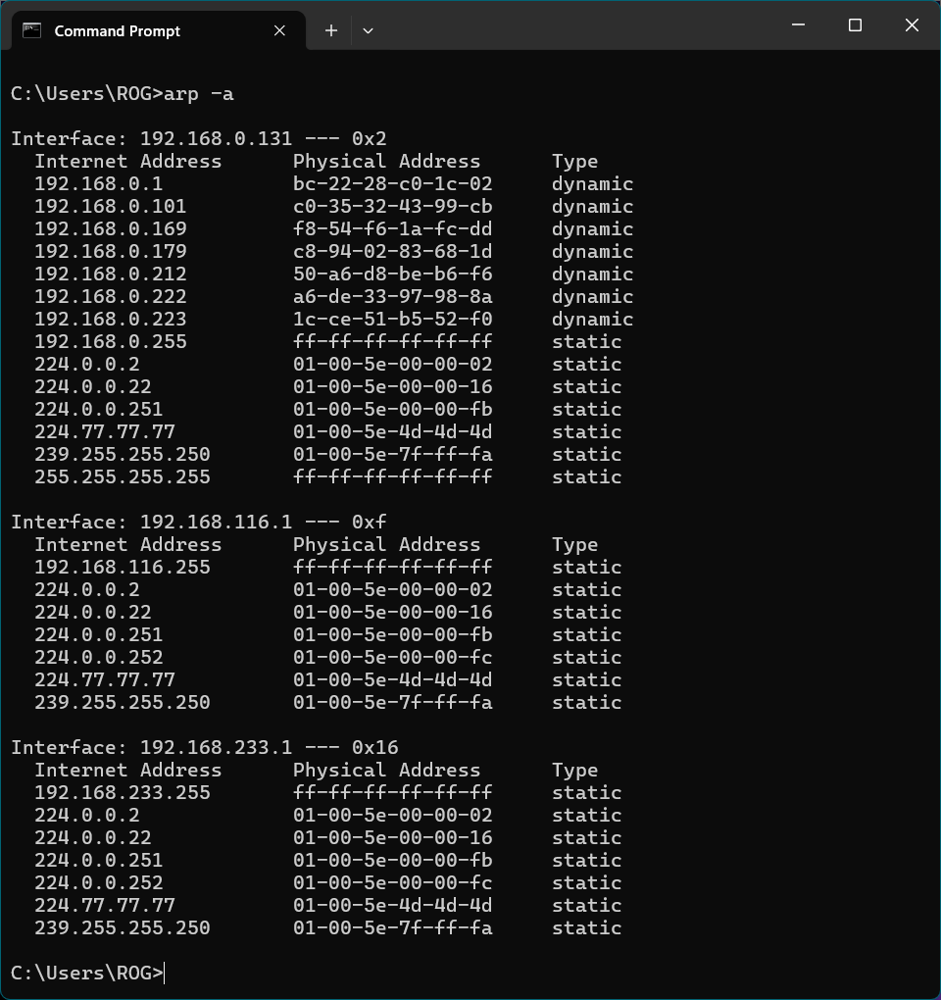 Command Prompt
C:\Users\ROG>arp -a
Interface: 192.168.0.131 --- 0x2
  Internet Address      Physical Address      Type
  192.168.0.1           bc-22-28-c0-1c-02     dynamic
  192.168.0.101         c0-35-32-43-99-cb     dynamic
  192.168.0.169         f8-54-f6-1a-fc-dd     dynamic
  192.168.0.179         c8-94-02-83-68-1d     dynamic
  192.168.0.212         50-a6-d8-be-b6-f6     dynamic
  192.168.0.222         a6-de-33-97-98-8a     dynamic
  192.168.0.223         1c-ce-51-b5-52-f0     dynamic
  192.168.0.255         ff-ff-ff-ff-ff-ff     static
  224.0.0.2             01-00-5e-00-00-02     static
  224.0.0.22            01-00-5e-00-00-16     static
  224.0.0.251           01-00-5e-00-00-fb     static
  224.77.77.77          01-00-5e-4d-4d-4d     static
  239.255.255.250       01-00-5e-7f-ff-fa     static
  255.255.255.255       ff-ff-ff-ff-ff-ff     static
Interface: 192.168.116.1 --- 0xf
  Internet Address      Physical Address      Type
  192.168.116.255       ff-ff-ff-ff-ff-ff     static
  224.0.0.2             01-00-5e-00-00-02     static
  224.0.0.22            01-00-5e-00-00-16     static
  224.0.0.251           01-00-5e-00-00-fb     static
  224.0.0.252           01-00-5e-00-00-fc     static
  224.77.77.77          01-00-5e-4d-4d-4d     static
  239.255.255.250       01-00-5e-7f-ff-fa     static
Interface: 192.168.233.1 --- 0x16
  Internet Address      Physical Address      Type
  192.168.233.255       ff-ff-ff-ff-ff-ff     static
  224.0.0.2             01-00-5e-00-00-02     static
  224.0.0.22            01-00-5e-00-00-16     static
  224.0.0.251           01-00-5e-00-00-fb     static
  224.0.0.252           01-00-5e-00-00-fc     static
  224.77.77.77          01-00-5e-4d-4d-4d     static
  239.255.255.250       01-00-5e-7f-ff-fa     static
C:\Users\ROG>